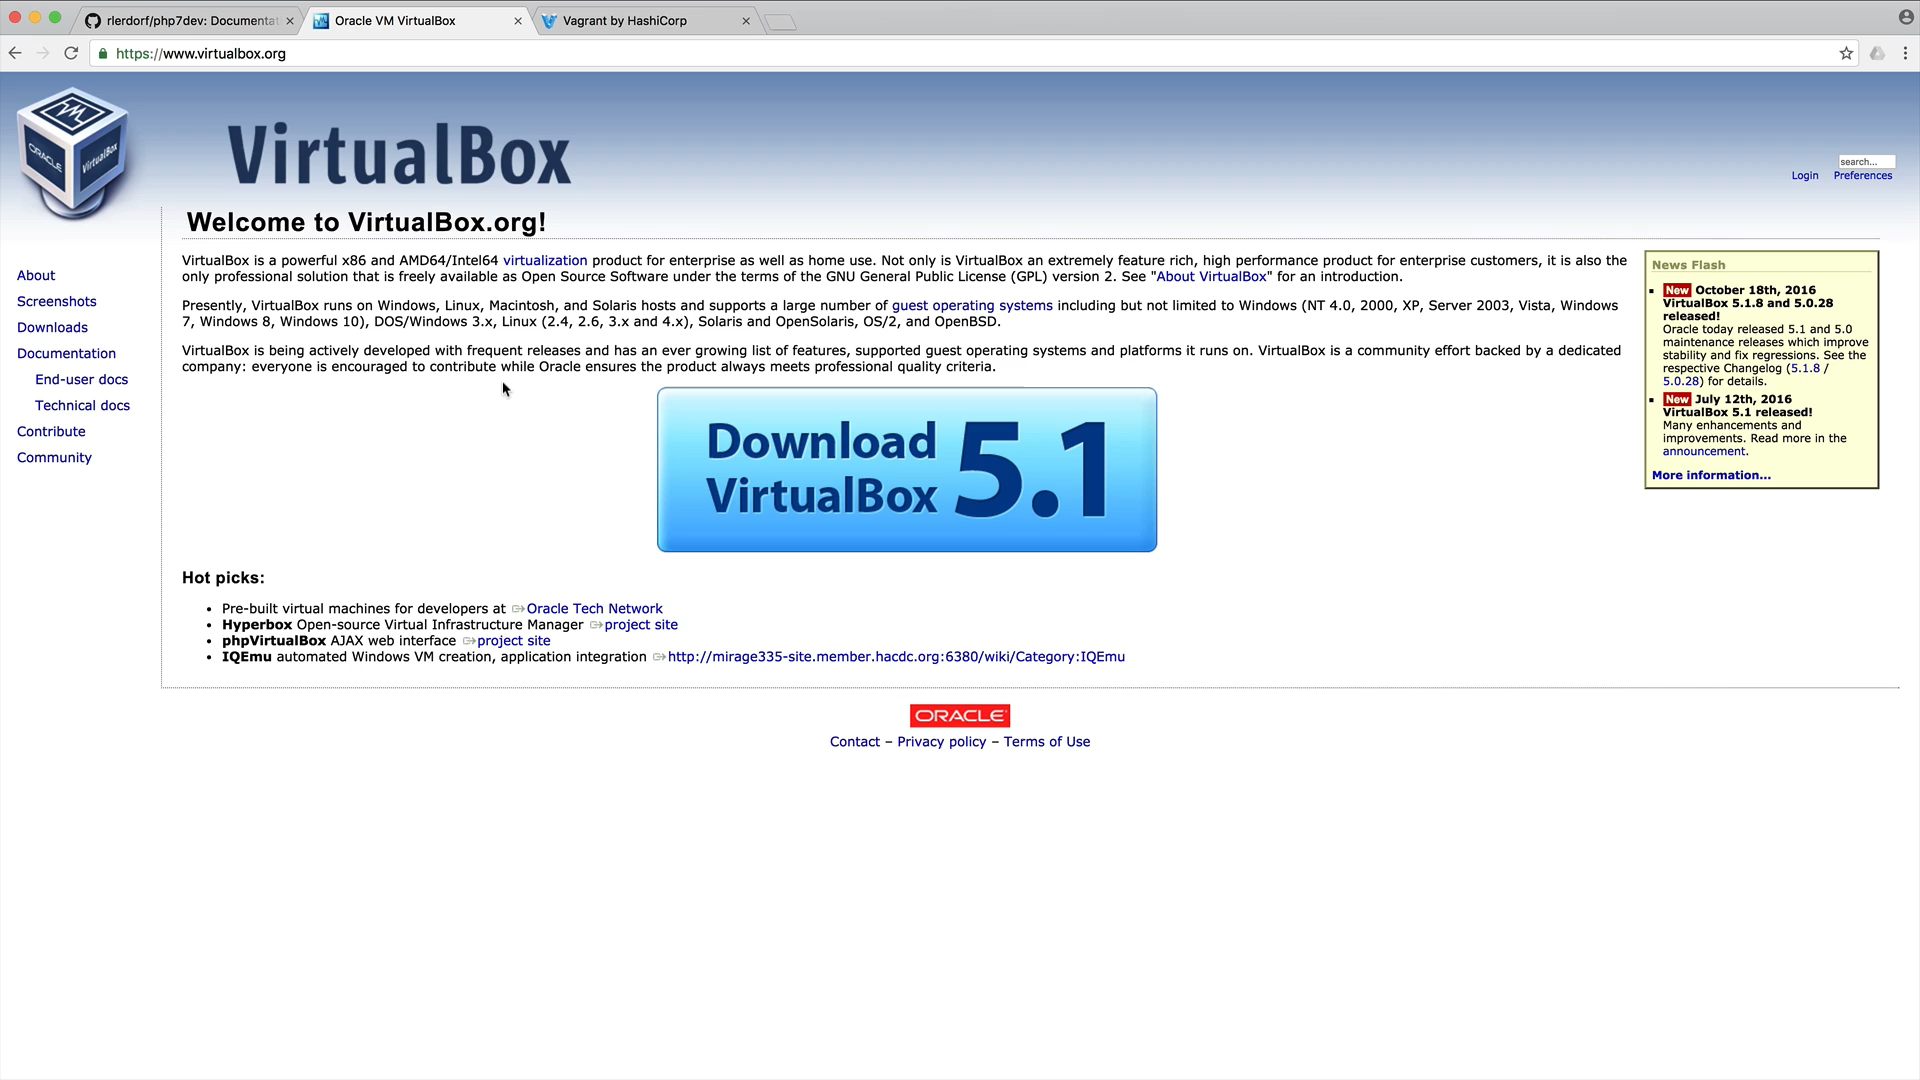 rlerdorf/php7dev: Documentat
Oracle VM VirtualBox
Vagrant by HashiCorp
https://www.virtualbox.org
ORACLE
VirtualBox
VirtualBox
search...
Login
Preferences
Welcome to VirtualBox.org!
About
Screenshots
Downloads
Documentation
End-user docs
Technical docs
Contribute
Community
VirtualBox is a powerful x86 and AMD64/Intel64 virtualization product for enterprise as well as home use. Not only is VirtualBox an extremely feature rich, high performance product for enterprise customers, it is also the
only professional solution that is freely available as Open Source Software under the terms of the GNU General Public License (GPL) version 2. See "About VirtualBox" for an introduction.
Presently, VirtualBox runs on Windows, Linux, Macintosh, and Solaris hosts and supports a large number of guest operating systems including but not limited to Windows (NT 4.0, 2000, XP, Server 2003, Vista, Windows
7, Windows 8, Windows 10), DOS/Windows 3.x, Linux (2.4, 2.6, 3.x and 4.x), Solaris and OpenSolaris, OS/2, and OpenBSD.
VirtualBox is being actively developed with frequent releases and has an ever growing list of features, supported guest operating systems and platforms it runs on. VirtualBox is a community effort backed by a dedicated
company: everyone is encouraged to contribute while Oracle ensures the product always meets professional quality criteria.
Download
VirtualBox
5.1
News Flash
New October 18th, 2016
VirtualBox 5.1.8 and 5.0.28
released!
Oracle today released 5.1 and 5.0
maintenance releases which improve
stability and fix regressions. See the
respective Changelog (5.1.8 /
5.0.28) for details.
New July 12th, 2016
VirtualBox 5.1 released!
Many enhancements and
improvements. Read more in the
announcement.
More information...
Hot picks:
• Pre-built virtual machines for developers at Oracle Tech Network
• Hyperbox Open-source Virtual Infrastructure Manager project site
• phpVirtualBox AJAX web interface project site
• IQEmu automated Windows VM creation, application integration http://mirage335-site.member.hacdc.org:6380/wiki/Category:IQEmu
ORACLE
Contact – Privacy policy – Terms of Use